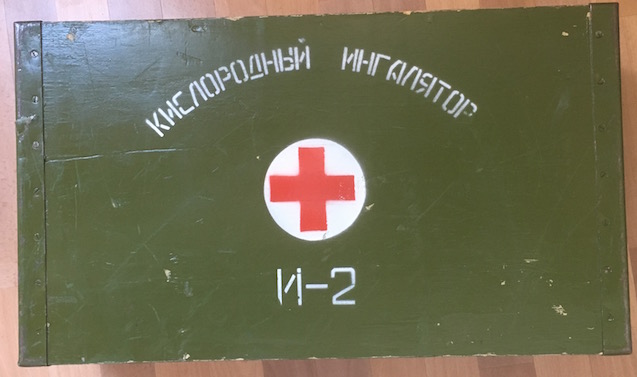 КИСЛОРОДНЫЙ ИНГАЛЯТОР
И-2